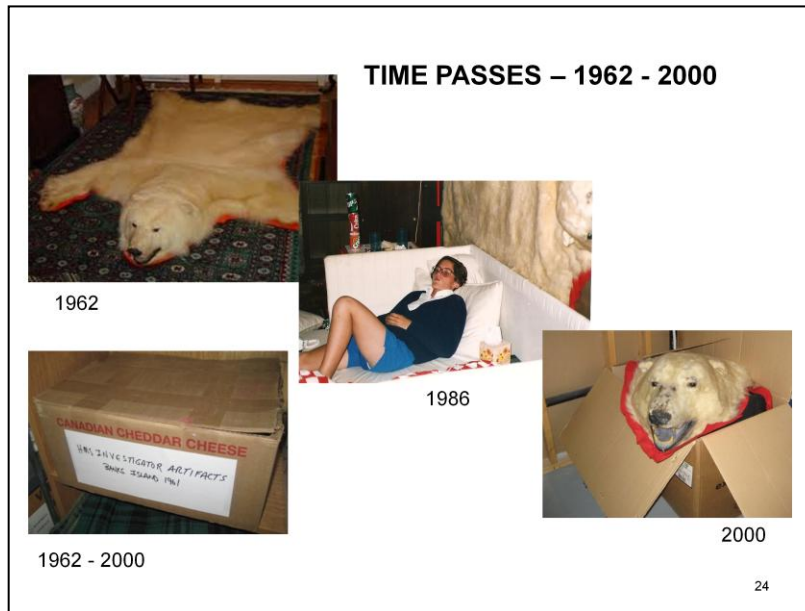 TIME PASSES – 1962 - 2000
1962
1986
CANADIAN CHEDDAR CHEESE
HMS INVESTIGATOR ARTIFACTS
BANKS ISLAND 1961
1962 - 2000
2000
24